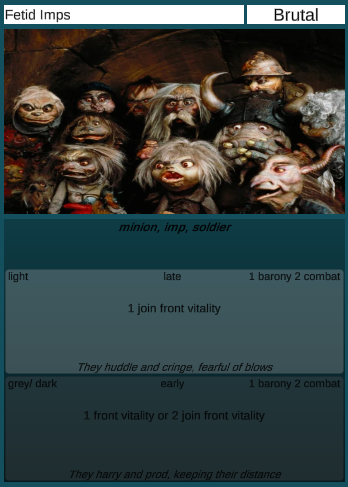 Fetid Imps
Brutal
minion, imp, soldier
light late 1 barony 2 combat
1 join front vitality
They huddle and cringe, fearful of blows
grey/ dark early 1 barony 2 combat
1 front vitality or 2 join front vitality
They harry and prod, keeping their distance